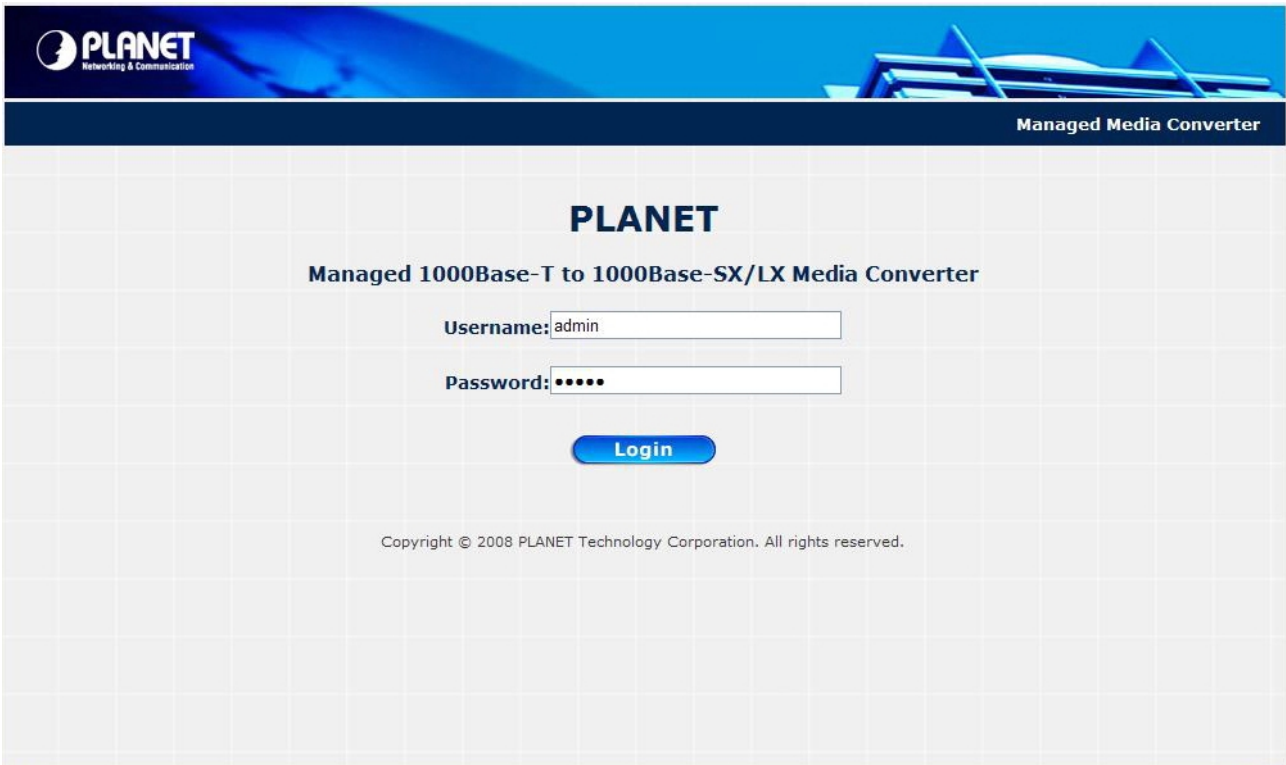 PLANET
Networking & Communication
Managed Media Converter
PLANET
Managed 1000Base-T to 1000Base-SX/LX Media Converter
Username: admin
Password: •••••
Login
Copyright © 2008 PLANET Technology Corporation. All rights reserved.